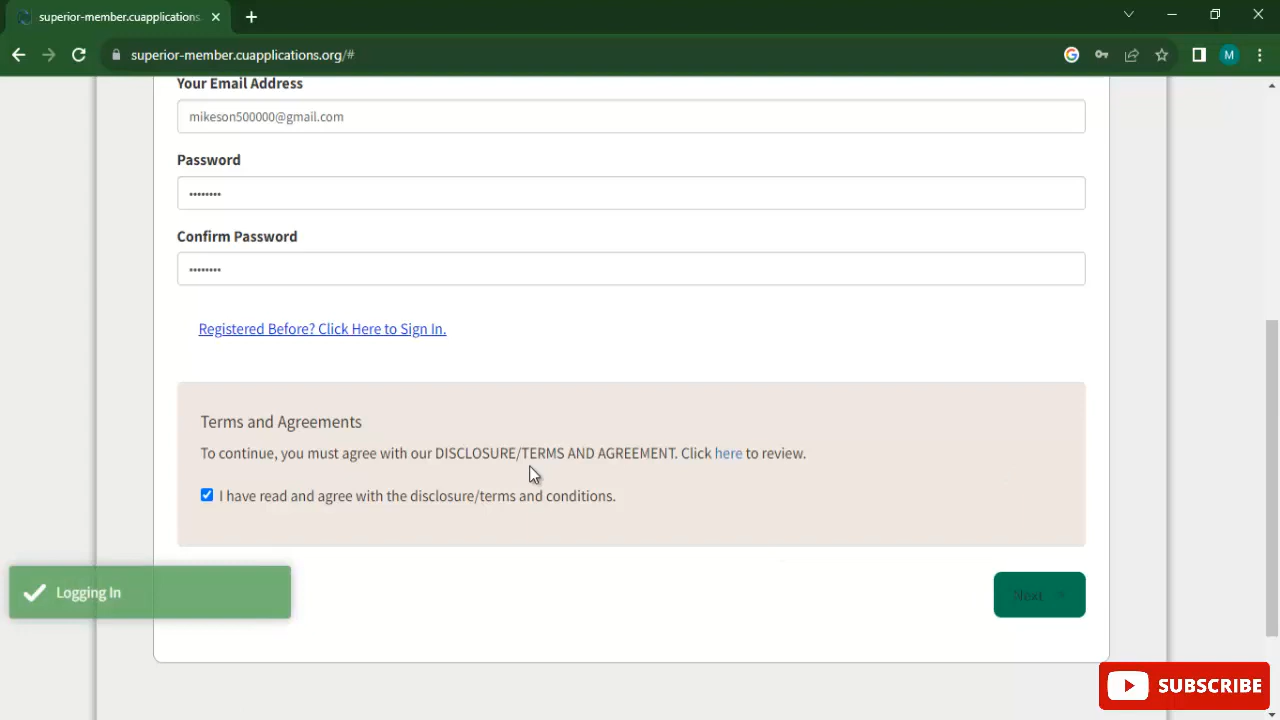 superior-member.cuapplications.
superior-member.cuapplications.org/#
M
Your Email Address
mikeson500000@gmail.com
Password
••••••••
Confirm Password
••••••••
Registered Before? Click Here to Sign In.
Terms and Agreements
To continue, you must agree with our DISCLOSURE/TERMS AND AGREEMENT. Click here to review.
I have read and agree with the disclosure/terms and conditions.
Logging In
Next
SUBSCRIBE